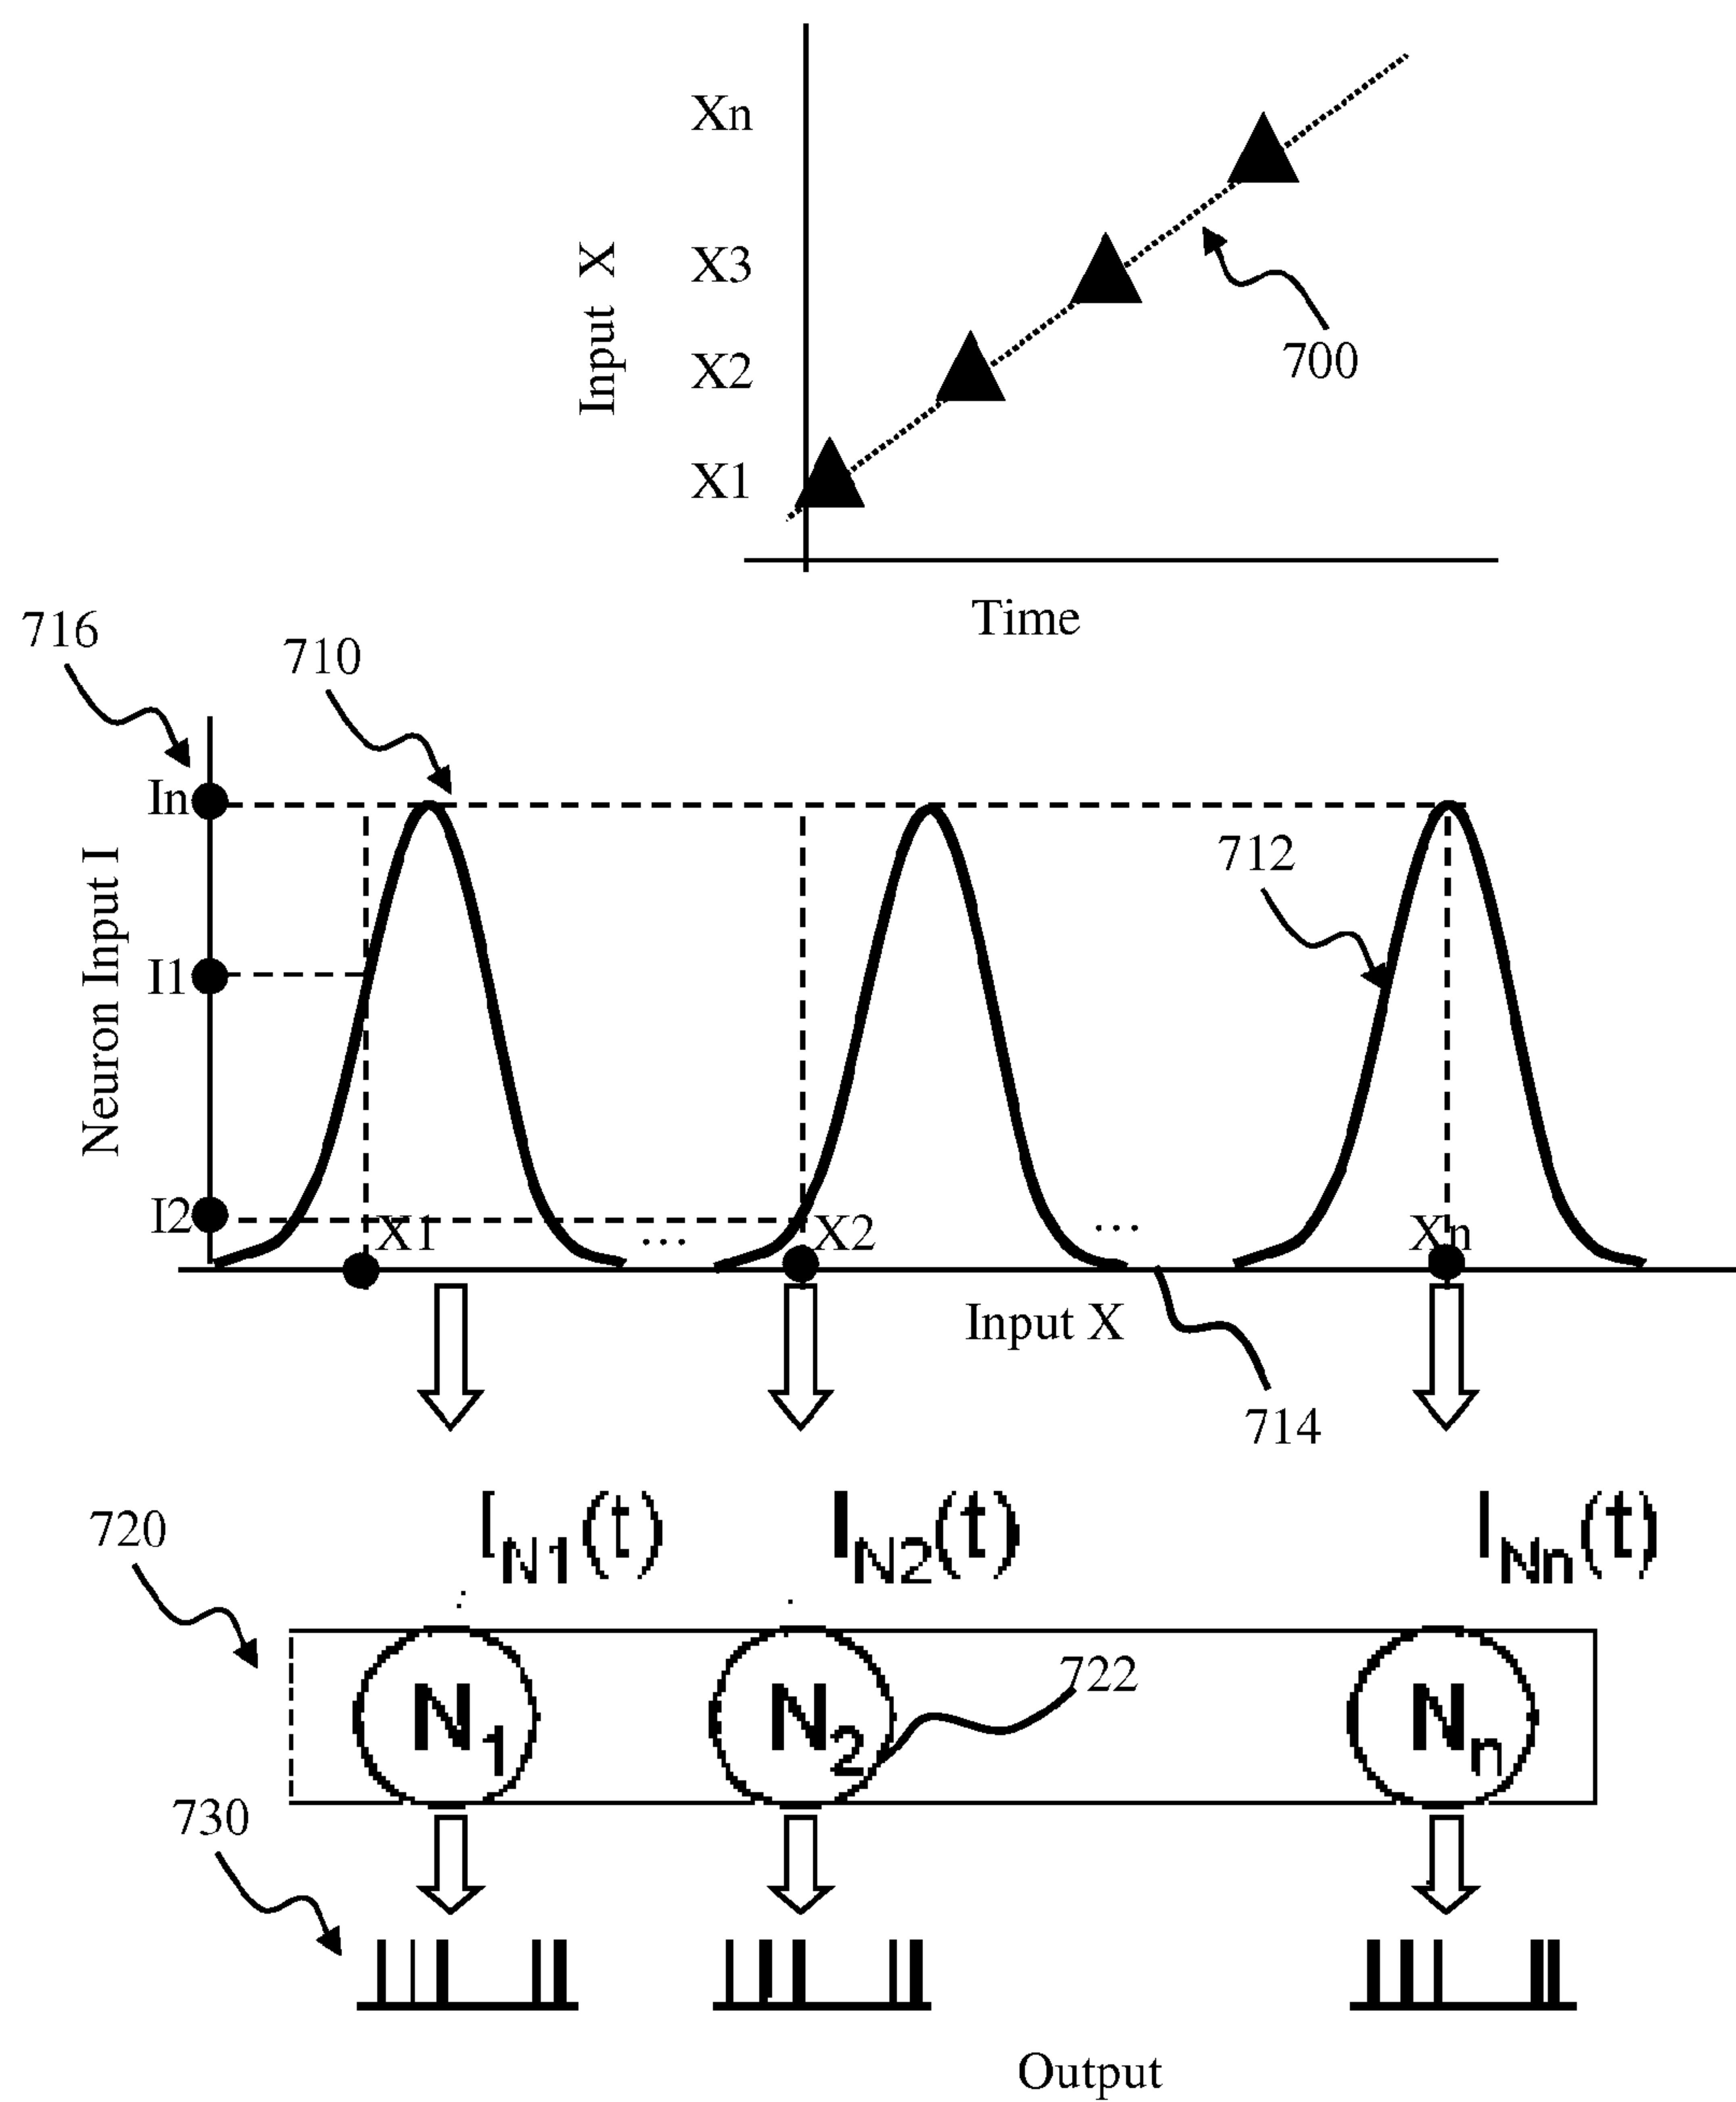 Xn
X3
Input X
700
X2
X1
Time
716
710
In
712
Neuron Input I
I1
I2
X1
...
X2
...
Xn
Input X
714
I_N1(t)
I_N2(t)
I_Nn(t)
720
722
N1
N2
Nn
730
Output